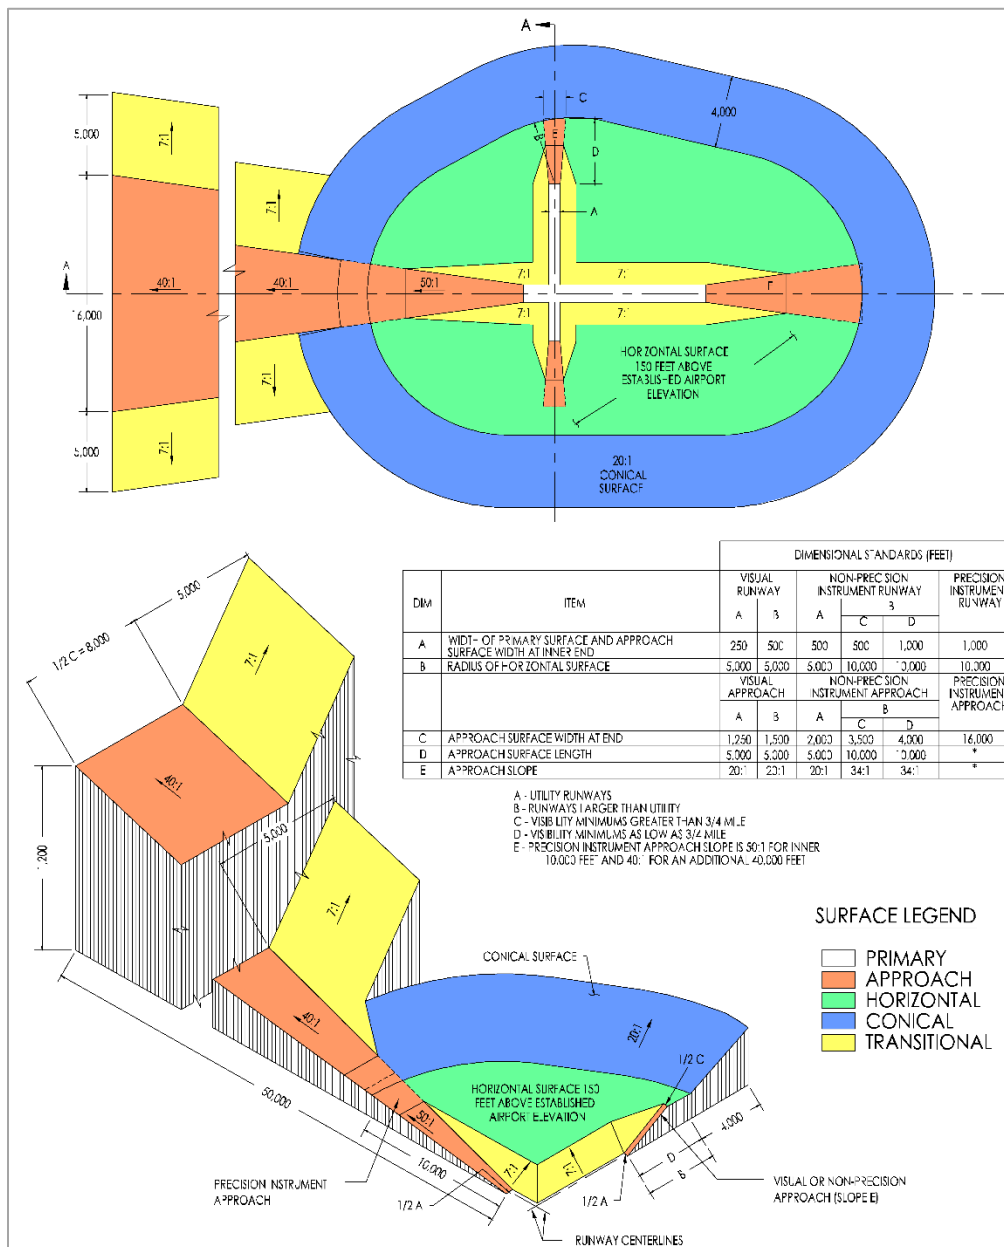 A
C
4,000
5,000
7:1
B
E
D
7:1
A
A
7:1
7:1
40:1
40:1
50:1
E
16,000
7:1
7:1
HORIZONTAL SURFACE
150 FEET ABOVE
ESTABLISHED AIRPORT
ELEVATION
7:1
7:1
5,000
20:1
CONICAL
SURFACE
DIMENSIONAL STANDARDS (FEET)
DIM
ITEM
VISUAL
RUNWAY
NON-PRECISION
INSTRUMENT RUNWAY
PRECISION
INSTRUMENT
RUNWAY
A B A B
C D
A WIDTH OF PRIMARY SURFACE AND APPROACH
SURFACE WIDTH AT INNER END 250 500 500 500 1,000 1,000
B RADIUS OF HORIZONTAL SURFACE 5,000 5,000 5,000 10,000 10,000 10,000
VISUAL
APPROACH
NON-PRECISION
INSTRUMENT APPROACH
PRECISION
INSTRUMENT
APPROACH
A B A B
C D
C APPROACH SURFACE WIDTH AT END 1,250 1,500 2,000 3,500 4,000 16,000
D APPROACH SURFACE LENGTH 5,000 5,000 5,000 10,000 10,000 *
E APPROACH SLOPE 20:1 20:1 20:1 34:1 34:1 *
A - UTILITY RUNWAYS
B - RUNWAYS LARGER THAN UTILITY
C - VISIBILITY MINIMUMS GREATER THAN 3/4 MILE
D - VISIBILITY MINIMUMS AS LOW AS 3/4 MILE
E - PRECISION INSTRUMENT APPROACH SLOPE IS 50:1 FOR INNER
10,000 FEET AND 40:1 FOR AN ADDITIONAL 40,000 FEET
5,000
1/2 C = 8,000
7:1
40:1
5,000
1,200
7:1
SURFACE LEGEND
PRIMARY
APPROACH
HORIZONTAL
CONICAL
TRANSITIONAL
CONICAL SURFACE
40:1
20:1
1/2 C
HORIZONTAL SURFACE 150
FEET ABOVE ESTABLISHED
AIRPORT ELEVATION
50,000
50:1
4,000
10,000
7:1
7:1
D
B
PRECISION INSTRUMENT
APPROACH
1/2 A
1/2 A
VISUAL OR NON-PRECISION
APPROACH (SLOPE E)
RUNWAY CENTERLINES